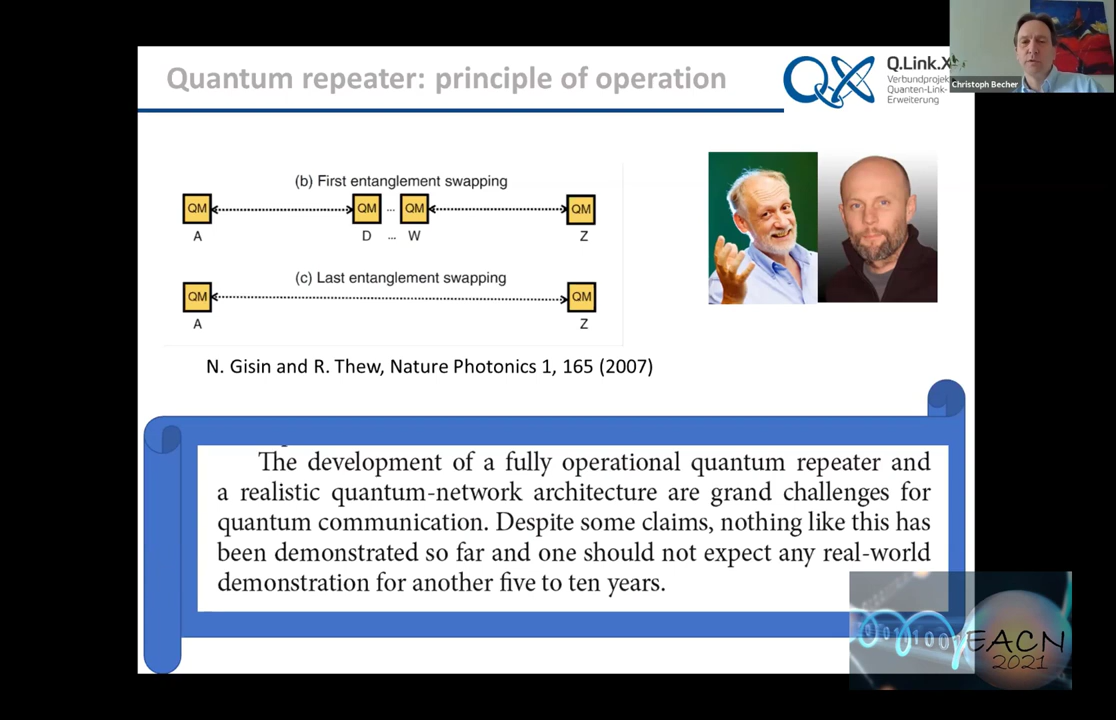 Quantum repeater: principle of operation
QX
Q.Link.X
Verbundprojek
Quanten-Link-
Erweiterung
Christoph Becher
(b) First entanglement swapping
QM QM ... QM QM
A D ... W Z
(c) Last entanglement swapping
QM QM
A Z
N. Gisin and R. Thew, Nature Photonics 1, 165 (2007)
The development of a fully operational quantum repeater and
a realistic quantum-network architecture are grand challenges for
quantum communication. Despite some claims, nothing like this has
been demonstrated so far and one should not expect any real-world
demonstration for another five to ten years.
EACN
2021